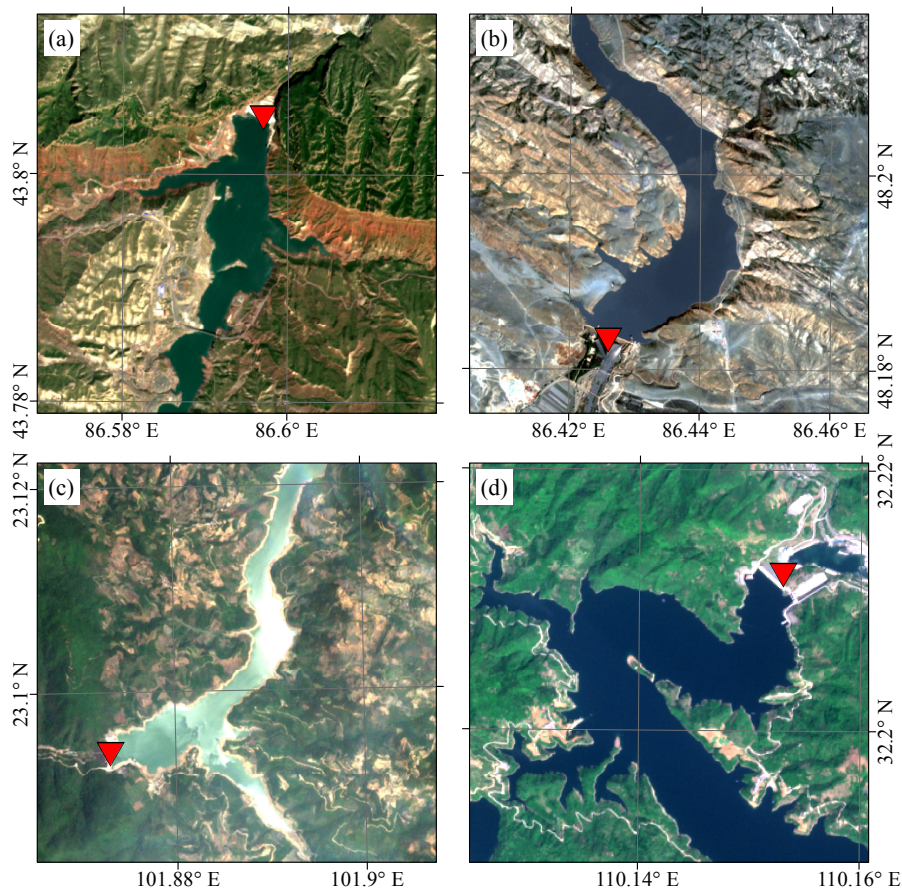 (a)
(b)
43.8° N
43.78° N
48.2° N
48.18° N
86.58° E
86.6° E
86.42° E
86.44° E
86.46° E
(c)
(d)
23.12° N
23.1° N
32.22° N
32.2° N
101.88° E
101.9° E
110.14° E
110.16° E